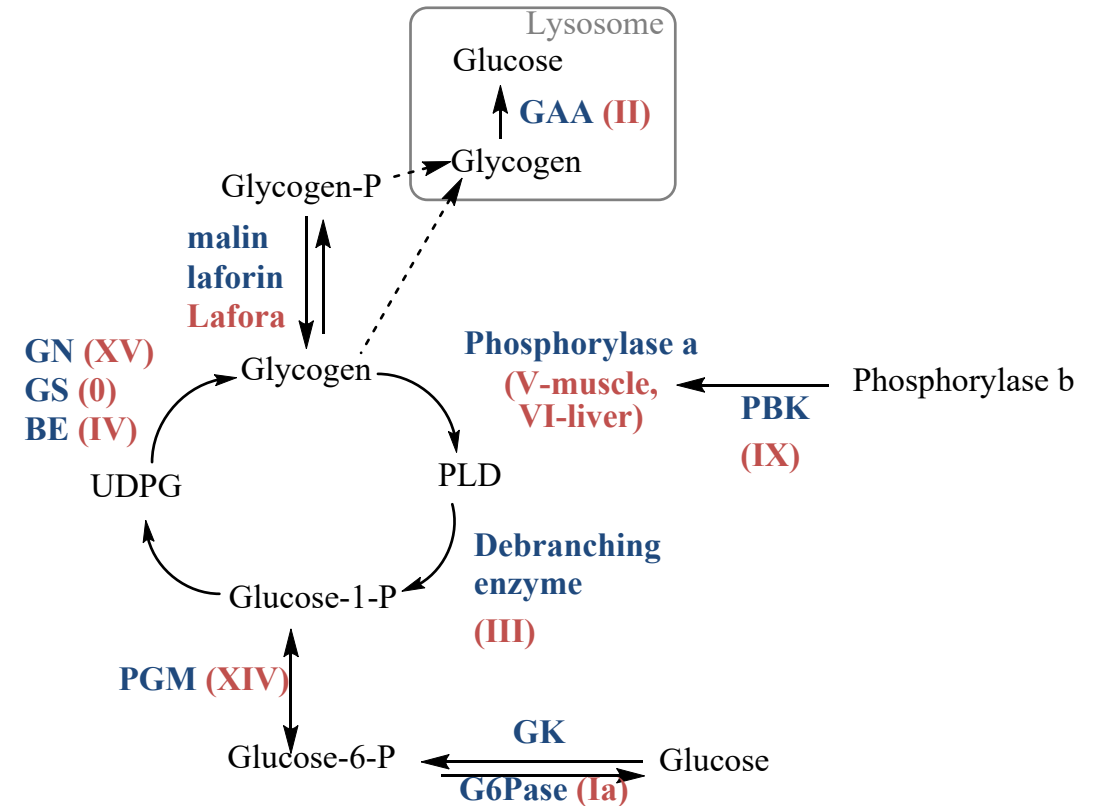 Lysosome
Glucose
GAA (II)
Glycogen
Glycogen-P
malin
laforin
Lafora
GN (XV)
GS (0)
BE (IV)
Glycogen
Phosphorylase a
(V-muscle,
VI-liver)
Phosphorylase b
PBK
(IX)
UDPG
PLD
Debranching
enzyme
(III)
Glucose-1-P
PGM (XIV)
GK
Glucose-6-P
Glucose
G6Pase (Ia)